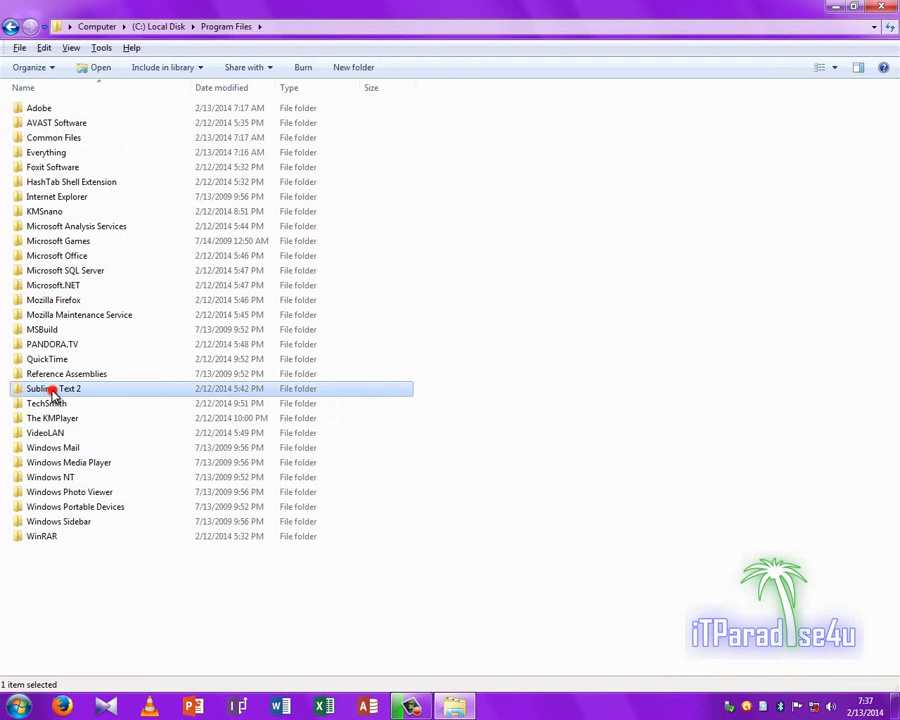 Computer (C:) Local Disk Program Files
File Edit View Tools Help
Organize Open Include in library Share with Burn New folder
Name Date modified Type Size
Adobe 2/13/2014 7:17 AM File folder
AVAST Software 2/12/2014 5:35 PM File folder
Common Files 2/13/2014 7:17 AM File folder
Everything 2/13/2014 7:16 AM File folder
Foxit Software 2/12/2014 5:32 PM File folder
HashTab Shell Extension 2/12/2014 5:32 PM File folder
Internet Explorer 7/13/2009 9:56 PM File folder
KMSnano 2/12/2014 8:51 PM File folder
Microsoft Analysis Services 2/12/2014 5:44 PM File folder
Microsoft Games 7/14/2009 12:50 AM File folder
Microsoft Office 2/12/2014 5:46 PM File folder
Microsoft SQL Server 2/12/2014 5:47 PM File folder
Microsoft.NET 2/12/2014 5:47 PM File folder
Mozilla Firefox 2/12/2014 5:46 PM File folder
Mozilla Maintenance Service 2/12/2014 5:45 PM File folder
MSBuild 7/13/2009 9:52 PM File folder
PANDORA.TV 2/12/2014 5:48 PM File folder
QuickTime 2/12/2014 9:52 PM File folder
Reference Assemblies 7/13/2009 9:52 PM File folder
Sublime Text 2 2/12/2014 5:42 PM File folder
TechSmith 2/12/2014 9:51 PM File folder
The KMPlayer 2/12/2014 10:00 PM File folder
VideoLAN 2/12/2014 5:49 PM File folder
Windows Mail 7/13/2009 9:56 PM File folder
Windows Media Player 7/13/2009 9:56 PM File folder
Windows NT 7/13/2009 9:52 PM File folder
Windows Photo Viewer 7/13/2009 9:56 PM File folder
Windows Portable Devices 7/13/2009 9:52 PM File folder
Windows Sidebar 7/13/2009 9:56 PM File folder
WinRAR 2/12/2014 5:32 PM File folder
iTParadise4u
1 item selected
7:37
2/13/2014